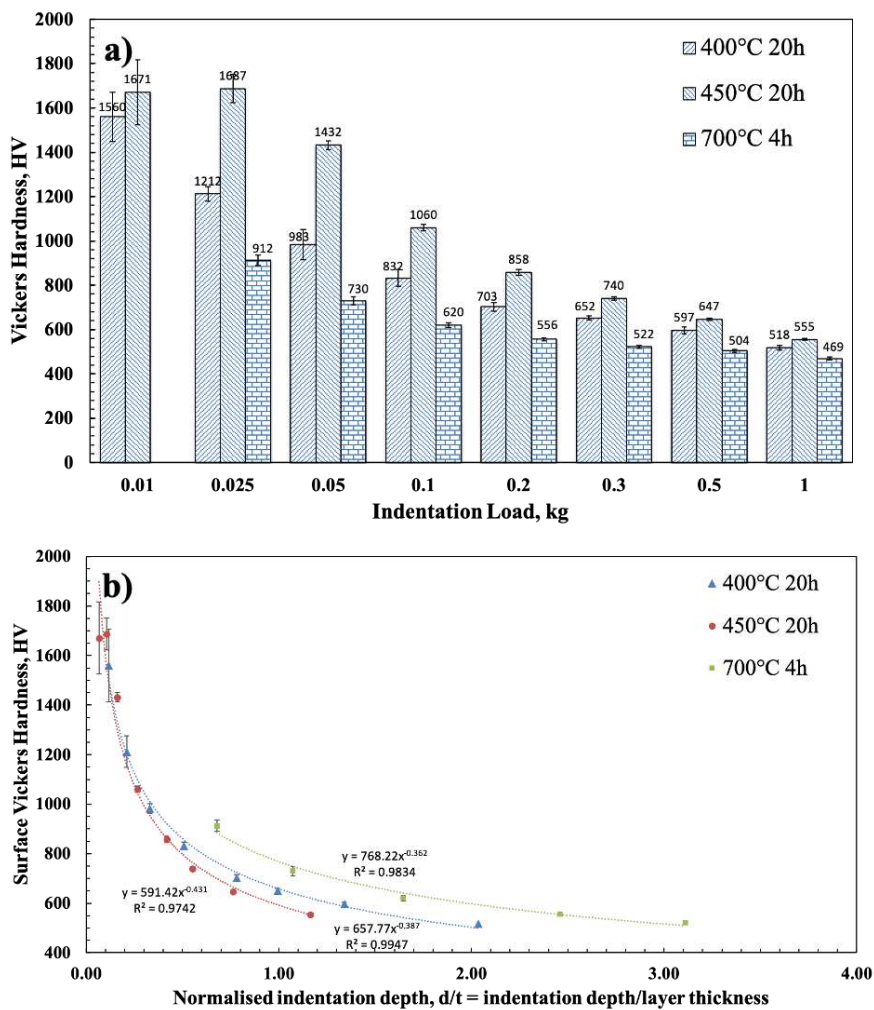 a)
400°C 20h
450°C 20h
700°C 4h
Vickers Hardness, HV
2000
1800
1600
1400
1200
1000
800
600
400
200
0
1560
1671
1212
1687
912
983
1432
730
832
1060
620
703
858
556
652
740
522
597
647
504
518
555
469
0.01 0.025 0.05 0.1 0.2 0.3 0.5 1
Indentation Load, kg
b)
400°C 20h
450°C 20h
700°C 4h
Surface Vickers Hardness, HV
2000
1800
1600
1400
1200
1000
800
600
400
y = 768.22x^-0.362
R² = 0.9834
y = 591.42x^-0.431
R² = 0.9742
y = 657.77x^-0.387
R² = 0.9947
0.00 1.00 2.00 3.00 4.00
Normalised indentation depth, d/t = indentation depth/layer thickness